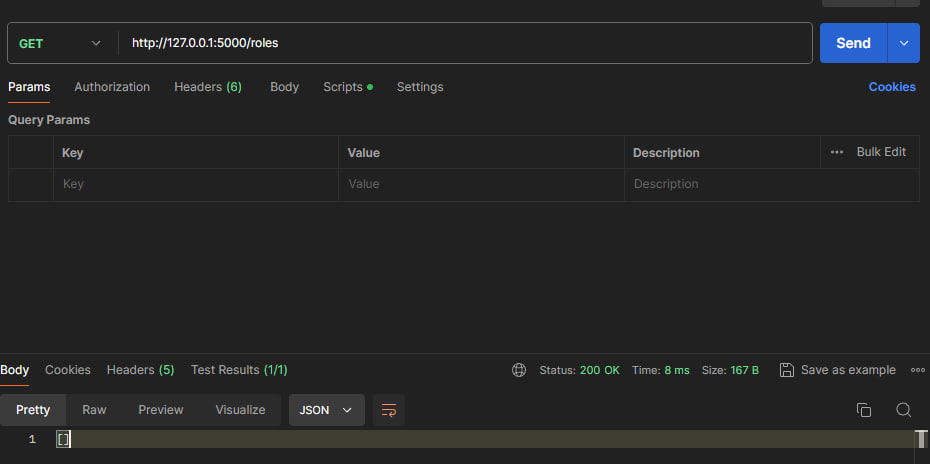 GET http://127.0.0.1:5000/roles Send
Params Authorization Headers (6) Body Scripts Settings Cookies
Query Params
Key Value Description ••• Bulk Edit
Key Value Description
Body Cookies Headers (5) Test Results (1/1) Status: 200 OK Time: 8 ms Size: 167 B Save as example
Pretty Raw Preview Visualize JSON
1 []